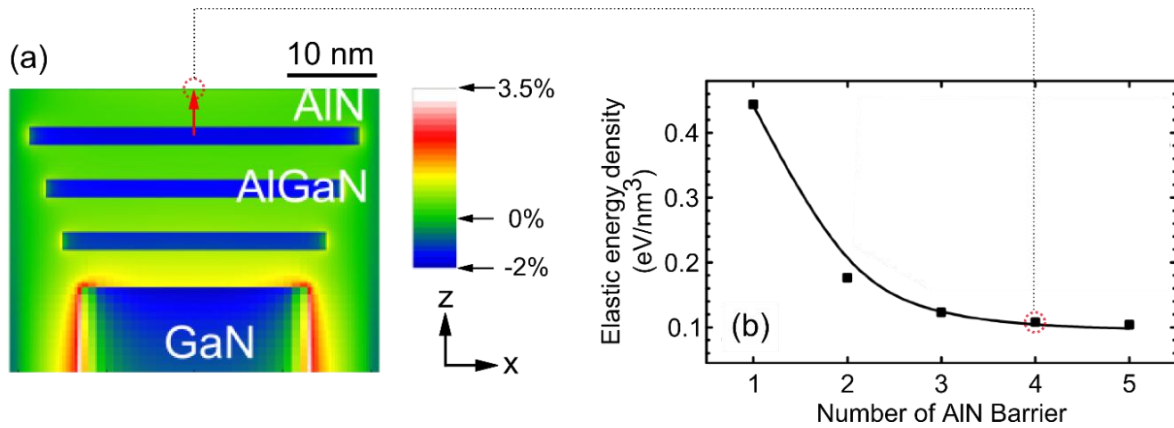 (a)
10 nm
AlN
AlGaN
GaN
3.5%
0%
-2%
z
x
Elastic energy density
(eV/nm³)
0.4
0.3
0.2
0.1
(b)
1 2 3 4 5
Number of AlN Barrier